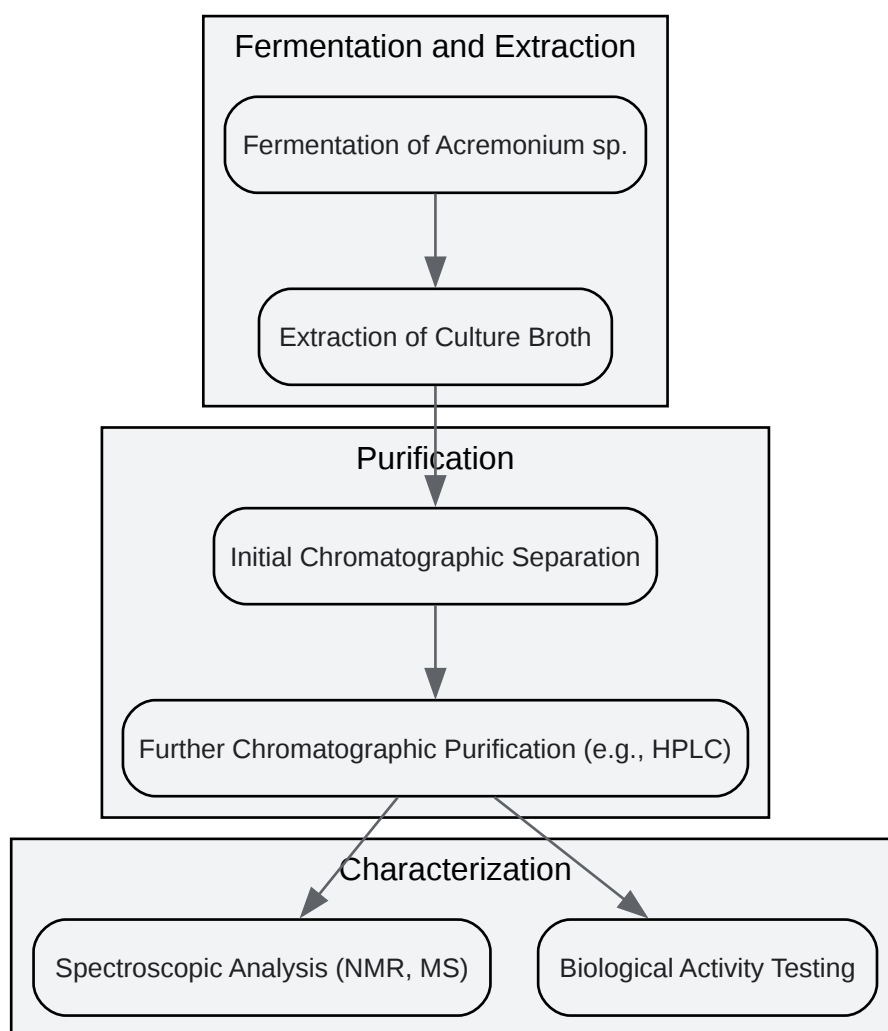 Fermentation and Extraction
Fermentation of Acremonium sp.
Extraction of Culture Broth
Purification
Initial Chromatographic Separation
Further Chromatographic Purification (e.g., HPLC)
Characterization
Spectroscopic Analysis (NMR, MS)
Biological Activity Testing